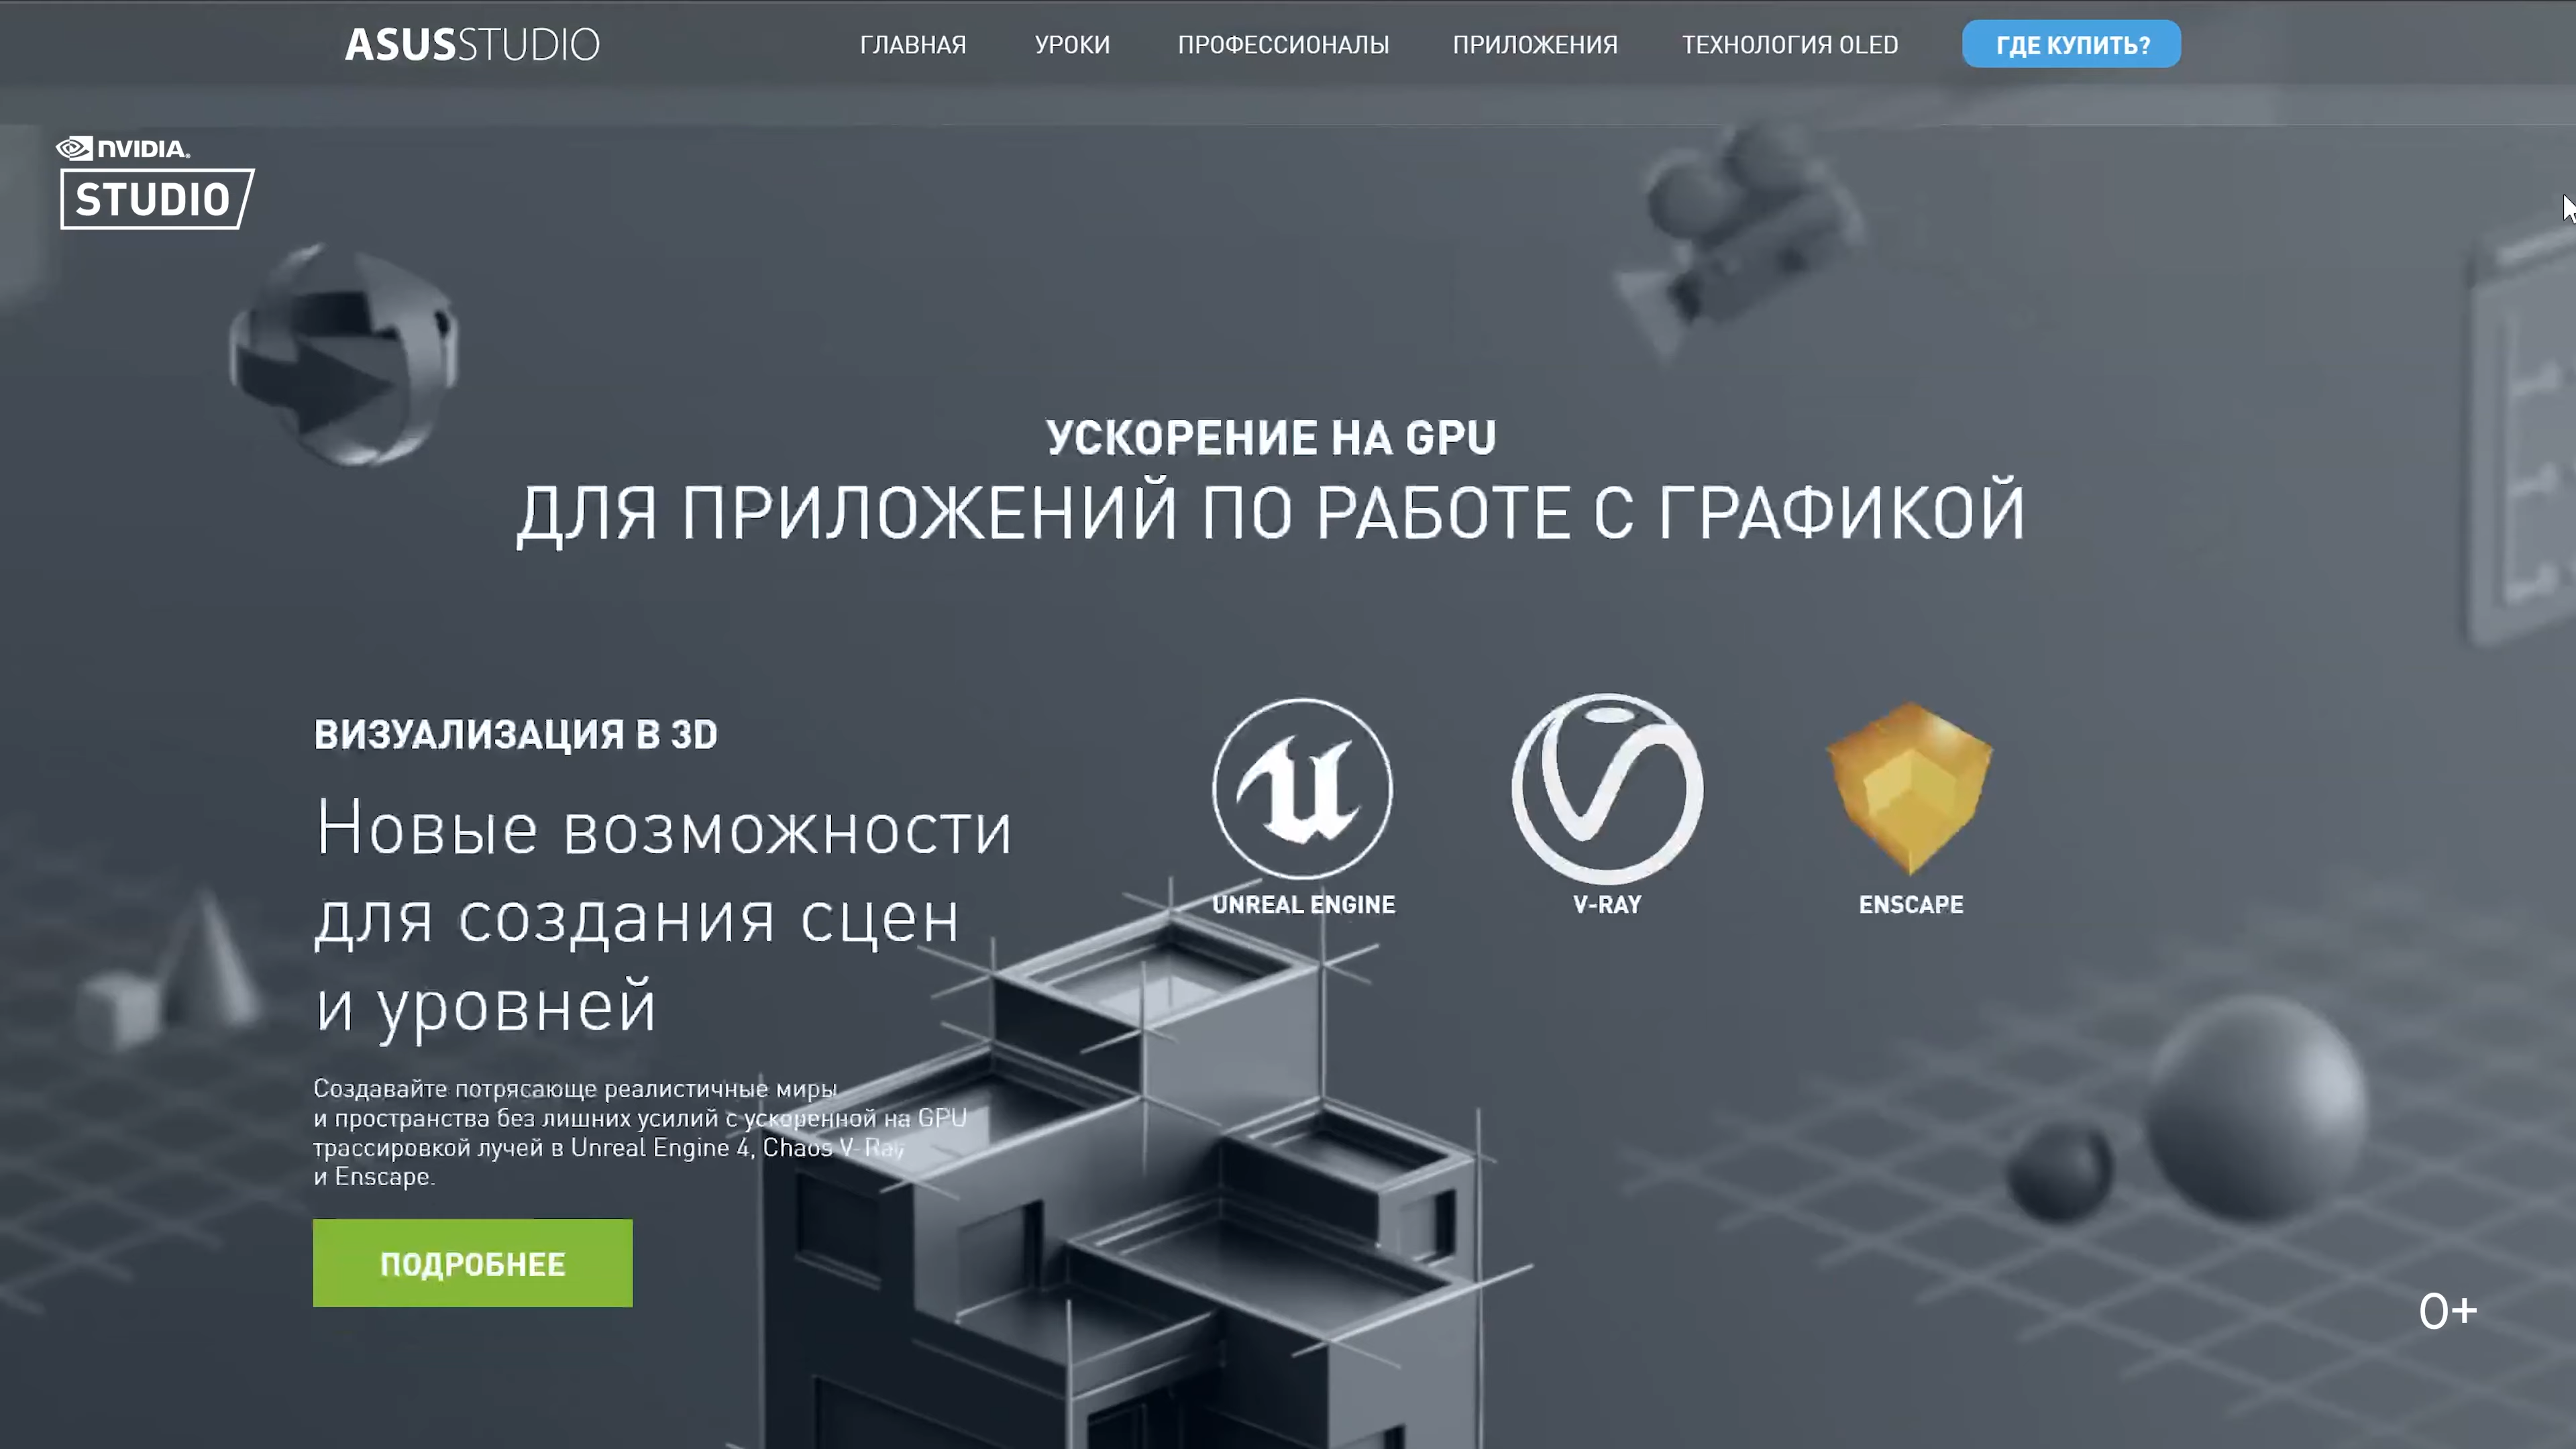 ASUSSTUDIO
ГЛАВНАЯ
УРОКИ
ПРОФЕССИОНАЛЫ
ПРИЛОЖЕНИЯ
ТЕХНОЛОГИЯ OLED
ГДЕ КУПИТЬ?
NVIDIA.
STUDIO
УСКОРЕНИЕ НА GPU
ДЛЯ ПРИЛОЖЕНИЙ ПО РАБОТЕ С ГРАФИКОЙ
ВИЗУАЛИЗАЦИЯ В 3D
Новые возможности
для создания сцен
и уровней
Создавайте потрясающе реалистичные миры
и пространства без лишних усилий с ускоренной на GPU
трассировкой лучей в Unreal Engine 4, Chaos V-Ray
и Enscape.
ПОДРОБНЕЕ
UNREAL ENGINE
V-RAY
ENSCAPE
0+